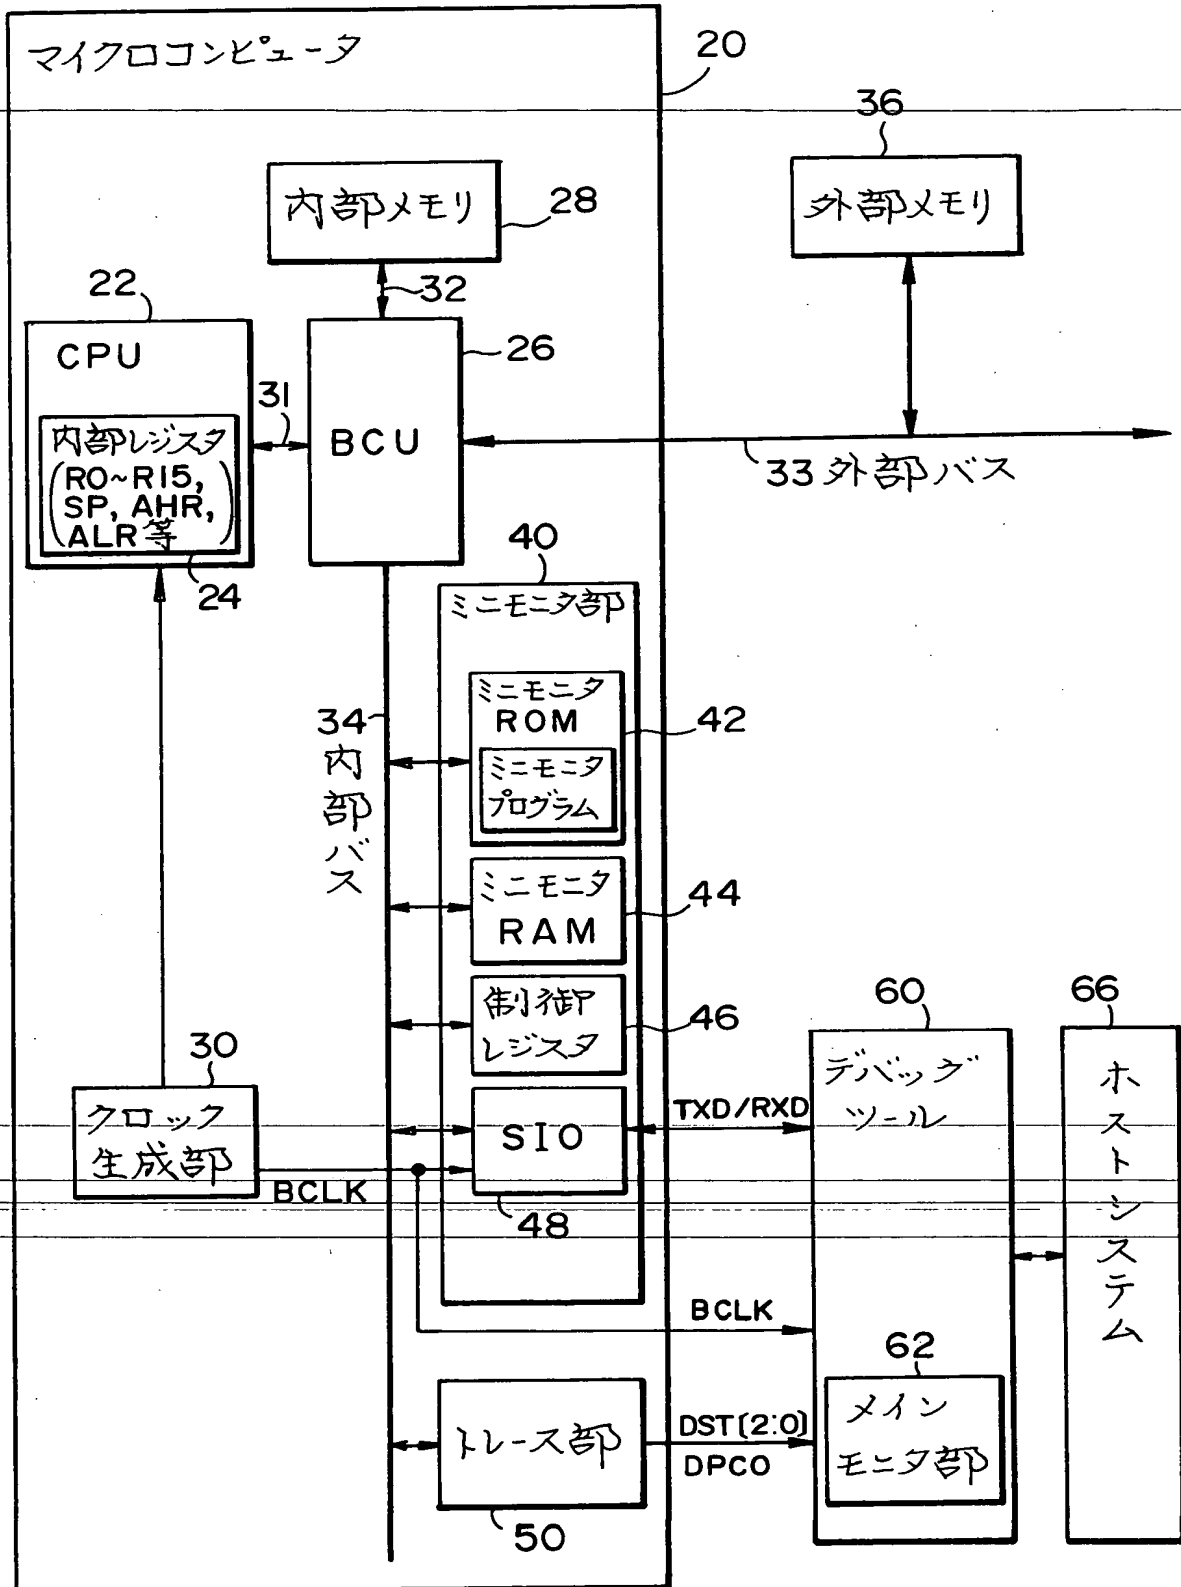 マイクロコンピュータ
20
36
内部メモリ
28
外部メモリ
32
22
CPU
26
31
BCU
内部レジスタ
(R0~R15,
SP, AHR,
ALR等)
24
33 外部バス
40
ミニモニタ部
ミニモニタ
ROM
42
ミニモニタ
プログラム
34
内部バス
ミニモニタ
RAM
44
制御
レジスタ
46
60
66
デバッグ
ツール
ホストシステム
30
クロック
生成部
BCLK
SIO
TXD/RXD
48
BCLK
62
メイン
モニタ部
トレース部
DST[2:0]
DPCO
50